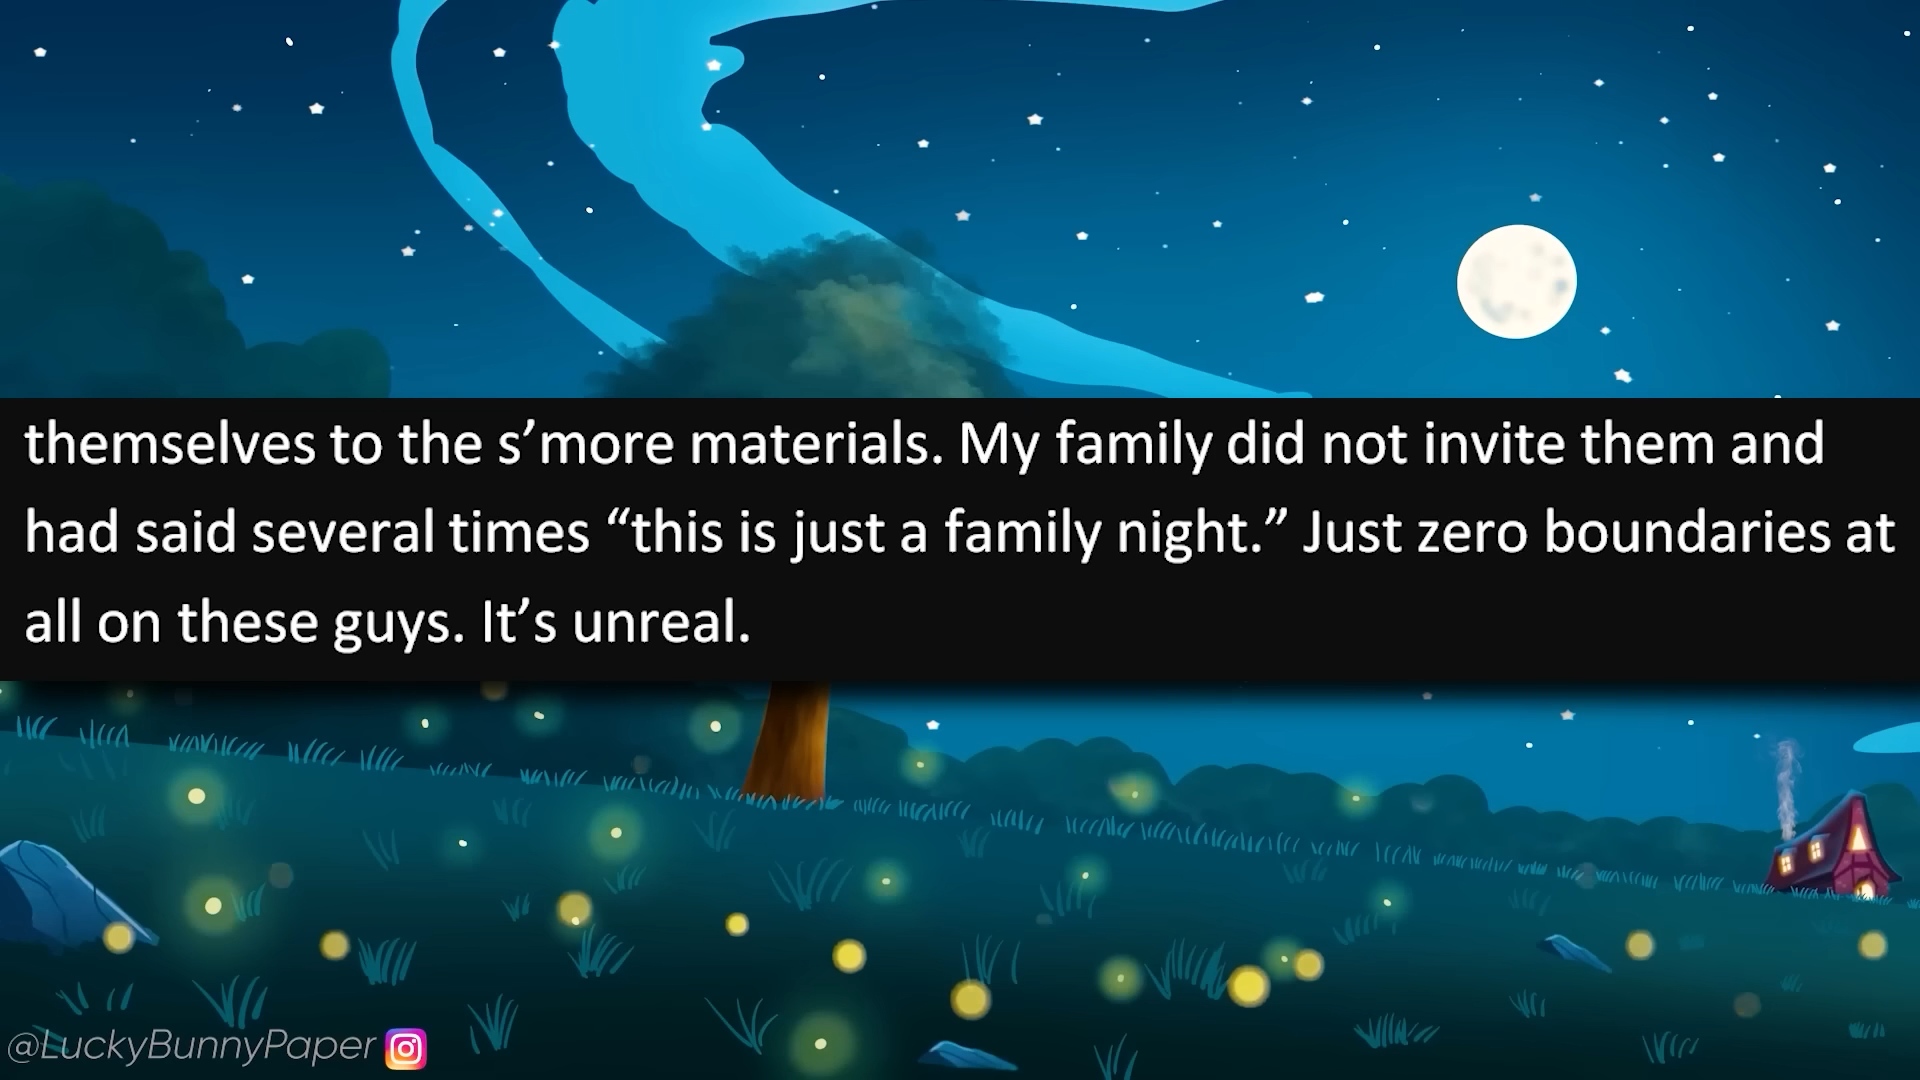 themselves to the s’more materials. My family did not invite them and
had said several times “this is just a family night.” Just zero boundaries at
all on these guys. It’s unreal.
@LuckyBunnyPaper